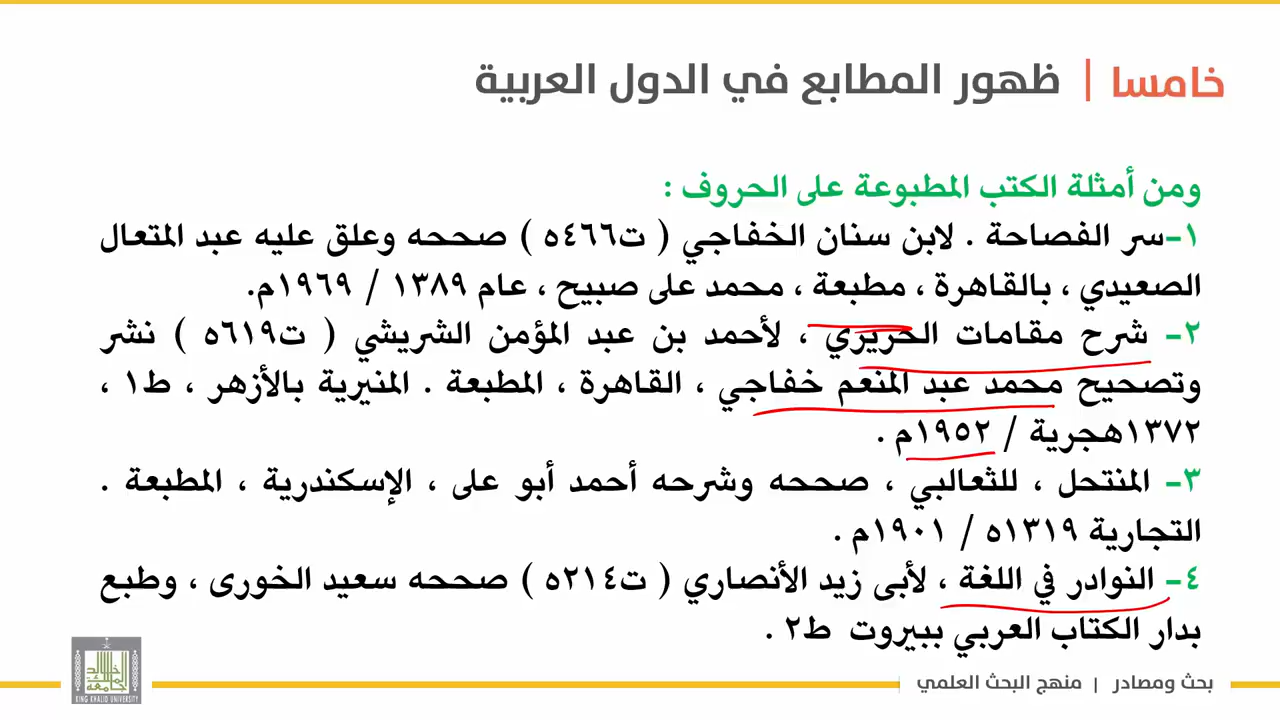 خامسا | ظهور المطابع في الدول العربية
ومن أمثلة الكتب المطبوعة على الحروف :
١-سر الفصاحة . لابن سنان الخفاجي ( ت٤٦٦ه ) صححه وعلق عليه عبد المتعال
الصعيدي ، بالقاهرة ، مطبعة ، محمد على صبيح ، عام ١٣٨٩ / ١٩٦٩م.
٢- شرح مقامات الحريري ، لأحمد بن عبد المؤمن الشريشي ( ت٦١٩ه ) نشر
وتصحيح محمد عبد المنعم خفاجي ، القاهرة ، المطبعة . المنيرية بالأزهر ، ط١ ،
١٣٧٢هجرية / ١٩٥٢م .
٣- المنتحل ، للثعالبي ، صححه وشرحه أحمد أبو على ، الإسكندرية ، المطبعة .
التجارية ١٣١٩ه / ١٩٠١م .
٤- النوادر في اللغة ، لأبى زيد الأنصاري ( ت٢١٤ه ) صححه سعيد الخورى ، وطبع
بدار الكتاب العربي ببيروت ط٢ .
بحث ومصادر | منهج البحث العلمي
KING KHALID UNIVERSITY